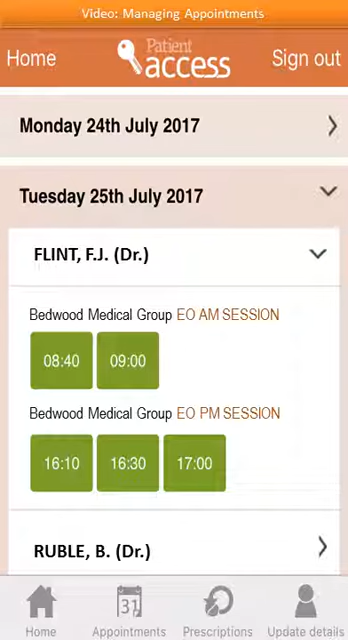 Video: Managing Appointments
Home
Patient
access
Sign out
Monday 24th July 2017
Tuesday 25th July 2017
FLINT, F.J. (Dr.)
Bedwood Medical Group EO AM SESSION
08:40 09:00
Bedwood Medical Group EO PM SESSION
16:10 16:30 17:00
RUBLE, B. (Dr.)
31
Home Appointments Prescriptions Update details